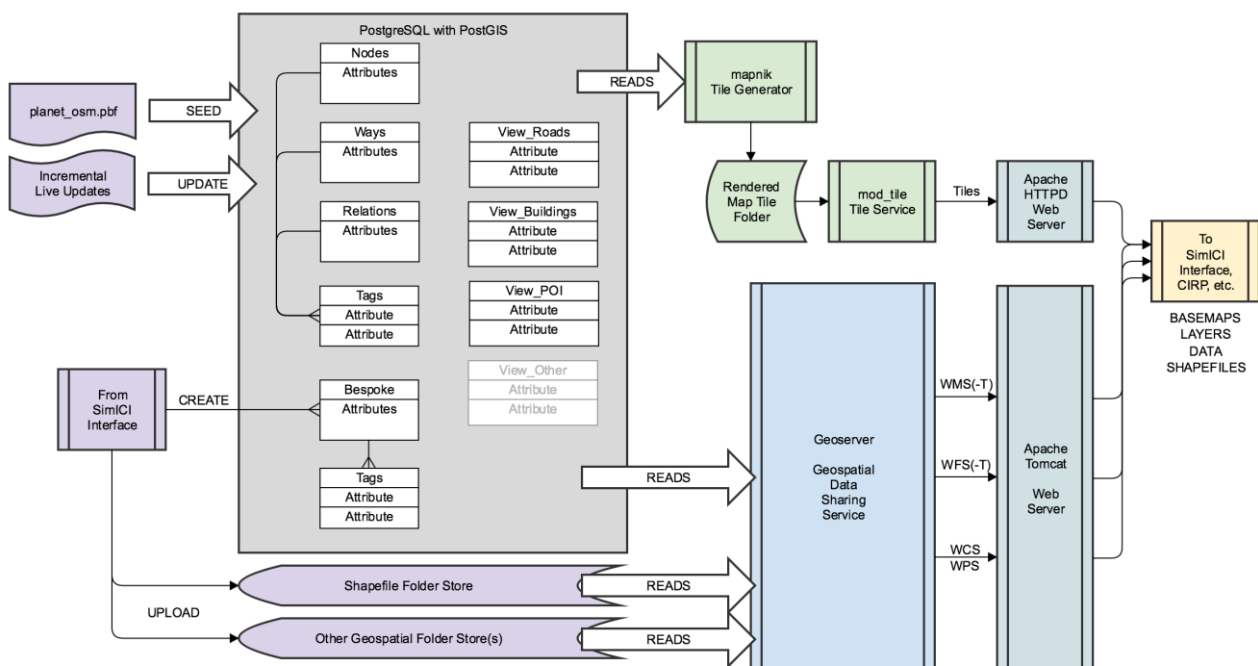 PostgreSQL with PostGIS
planet_osm.pbf
SEED
Incremental
Live Updates
UPDATE
Nodes
Attributes
Ways
Attributes
Relations
Attributes
Tags
Attribute
Attribute
View_Roads
Attribute
Attribute
View_Buildings
Attribute
Attribute
View_POI
Attribute
Attribute
View_Other
Attribute
Attribute
From
SimICI
Interface
CREATE
Bespoke
Attributes
Tags
Attribute
Attribute
UPLOAD
Shapefile Folder Store
Other Geospatial Folder Store(s)
READS
mapnik
Tile Generator
Rendered
Map Tile
Folder
mod_tile
Tile Service
Tiles
Apache
HTTPD
Web
Server
READS
READS
READS
Geoserver
Geospatial
Data
Sharing
Service
WMS(-T)
WFS(-T)
WCS
WPS
Apache
Tomcat
Web
Server
To
SimICI
Interface,
CIRP, etc.
BASEMAPS
LAYERS
DATA
SHAPEFILES